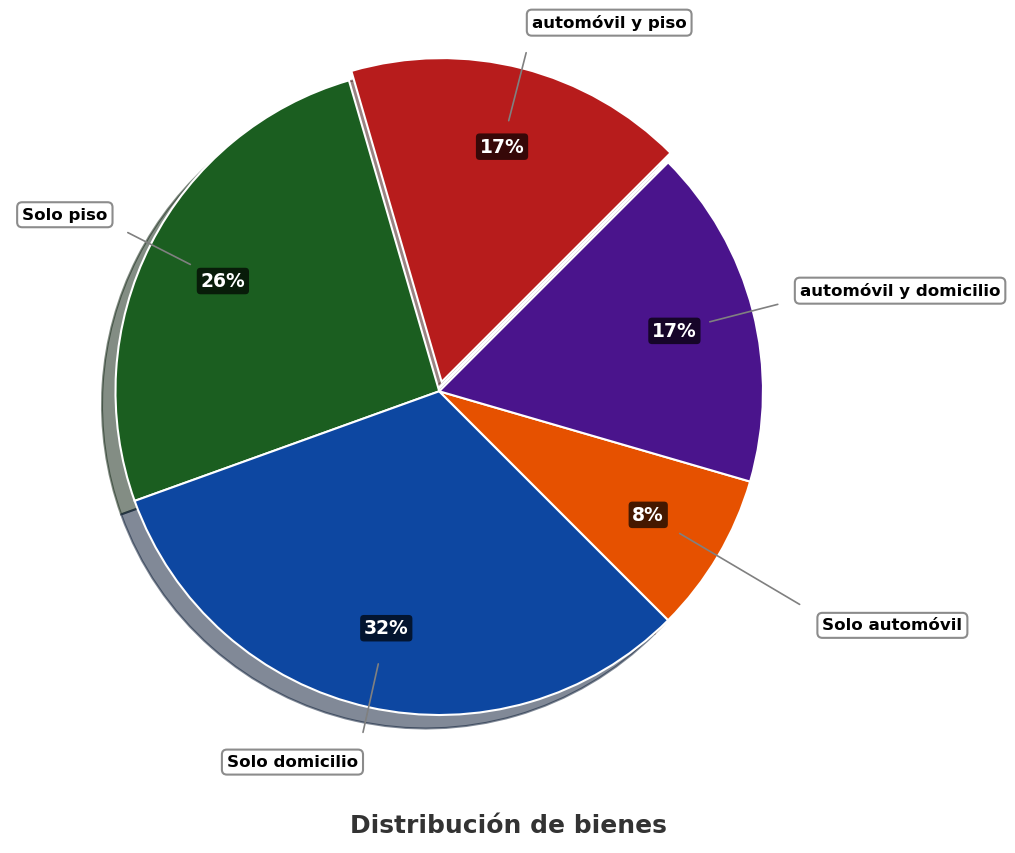 automóvil y piso
17%
Solo piso
26%
automóvil y domicilio
17%
8%
Solo automóvil
32%
Solo domicilio
Distribución de bienes